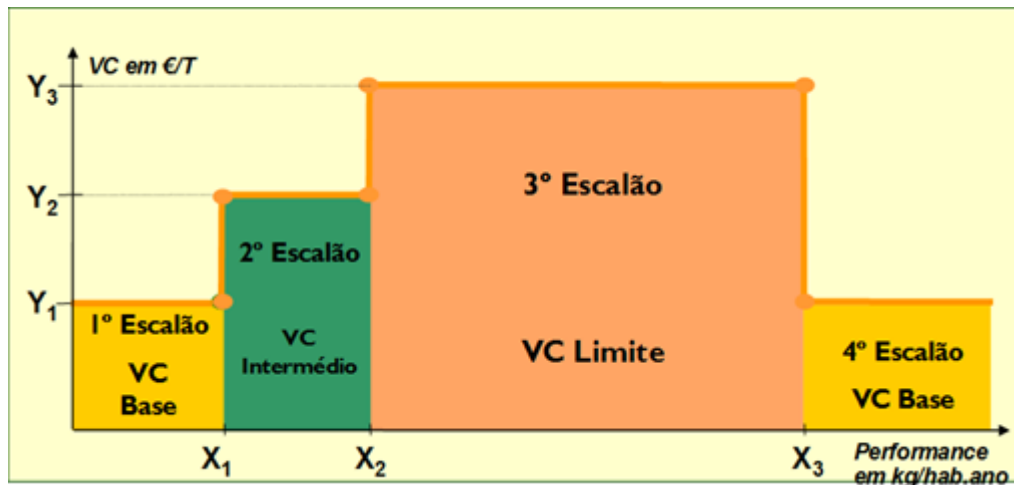 VC em €/T
Y3
Y2
Y1
3º Escalão
VC Limite
2º Escalão
VC
Intermédio
1º Escalão
VC
Base
4º Escalão
VC Base
X1
X2
X3
Performance
em kg/hab.ano